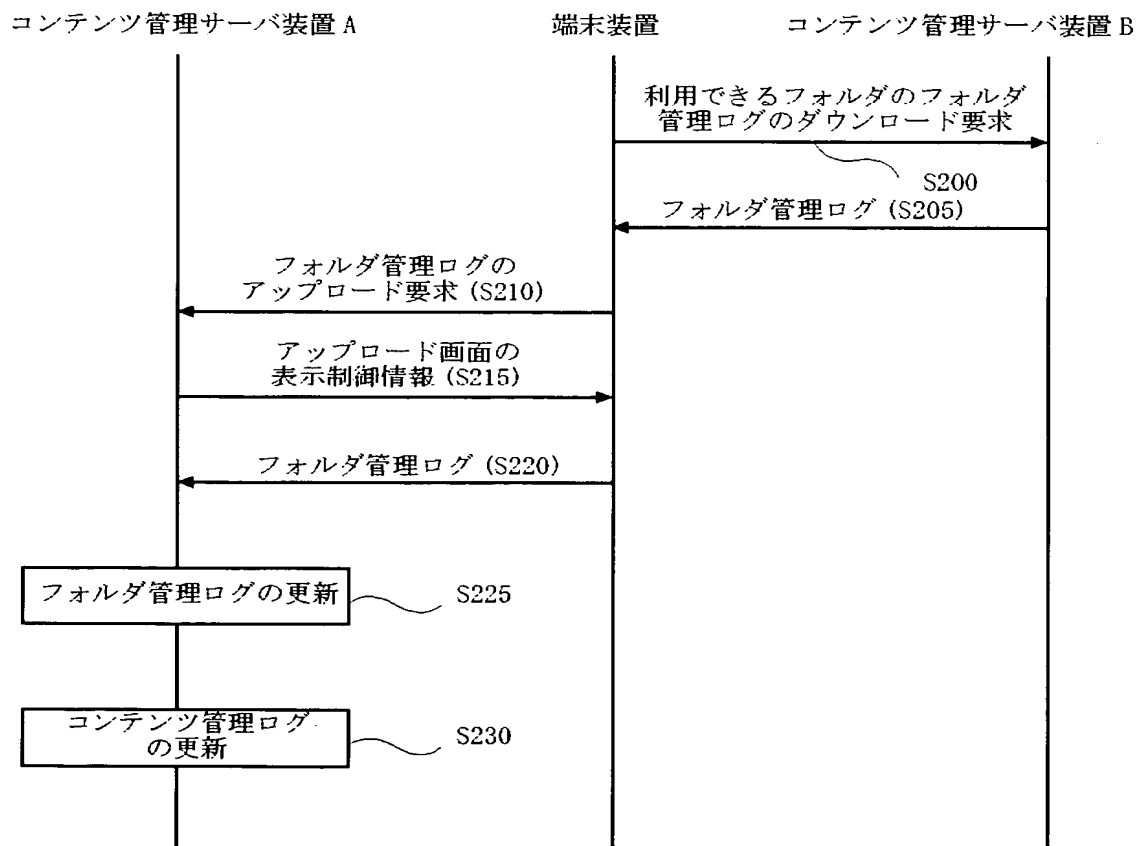 コンテンツ管理サーバ装置A
端末装置
コンテンツ管理サーバ装置B
利用できるフォルダのフォルダ
管理ログのダウンロード要求
S200
フォルダ管理ログ (S205)
フォルダ管理ログの
アップロード要求 (S210)
アップロード画面の
表示制御情報 (S215)
フォルダ管理ログ (S220)
フォルダ管理ログの更新
S225
コンテンツ管理ログ
の更新
S230